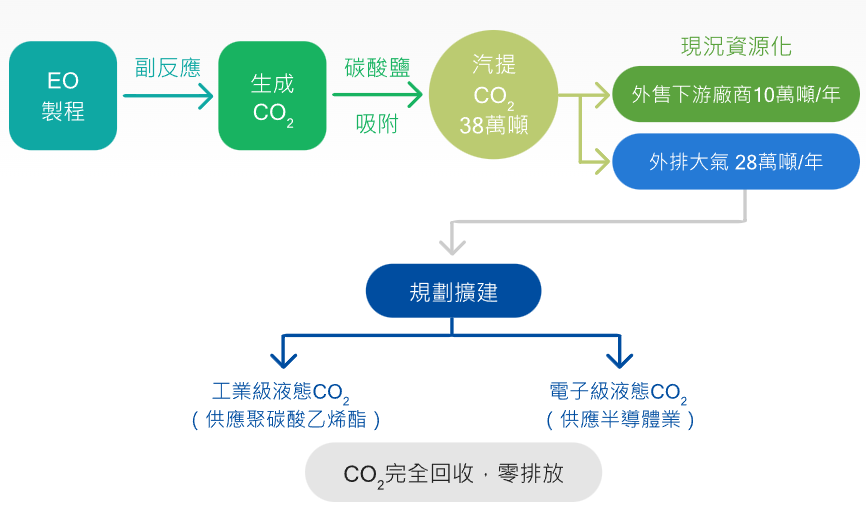 EO
製程
副反應
生成
CO₂
碳酸鹽
吸附
汽提
CO₂
38萬噸
現況資源化
外售下游廠商10萬噸/年
外排大氣 28萬噸/年
規劃擴建
工業級液態CO₂
（供應聚碳酸乙烯酯）
電子級液態CO₂
（供應半導體業）
CO₂完全回收，零排放